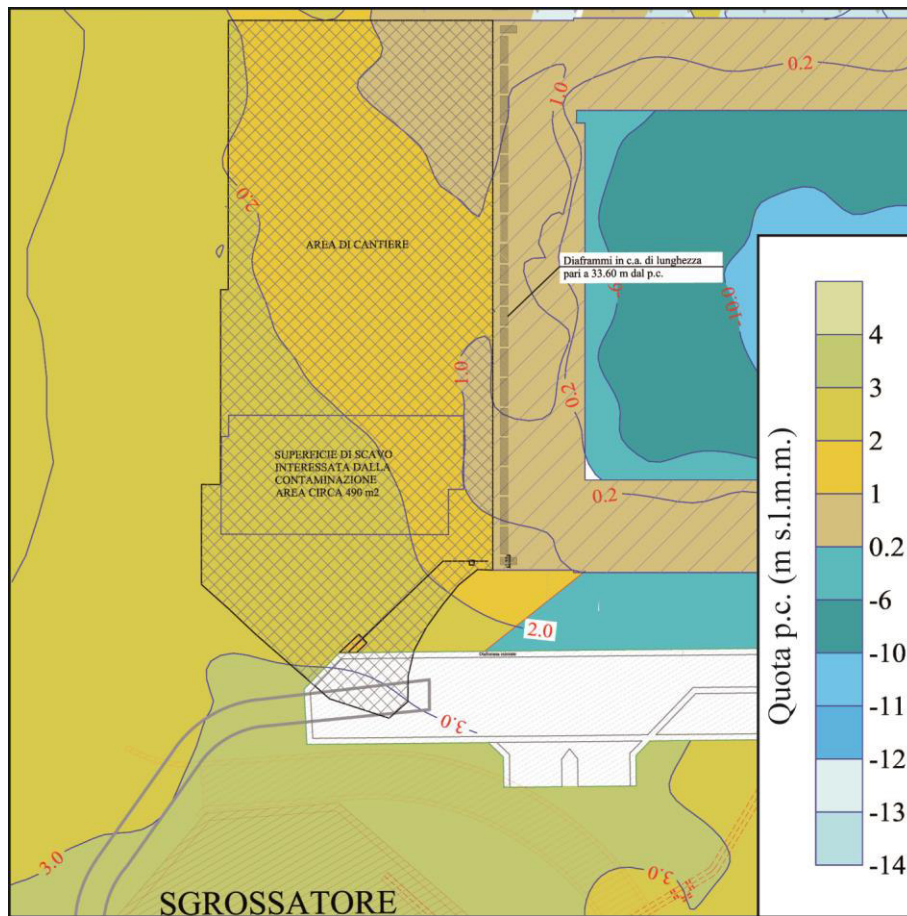 0.2
1.0
2.0
AREA DI CANTIERE
Diaframmi in c.a. di lunghezza
pari a 33.60 m dal p.c.
-10.0
1.0
0.2
SUPERFICIE DI SCAVO
INTERESSATA DALLA
CONTAMINAZIONE
AREA CIRCA 490 m2
0.2
2.0
3.0
3.0
3.0
SGROSSATORE
Quota p.c. (m s.l.m.m.)
4
3
2
1
0.2
-6
-10
-11
-12
-13
-14